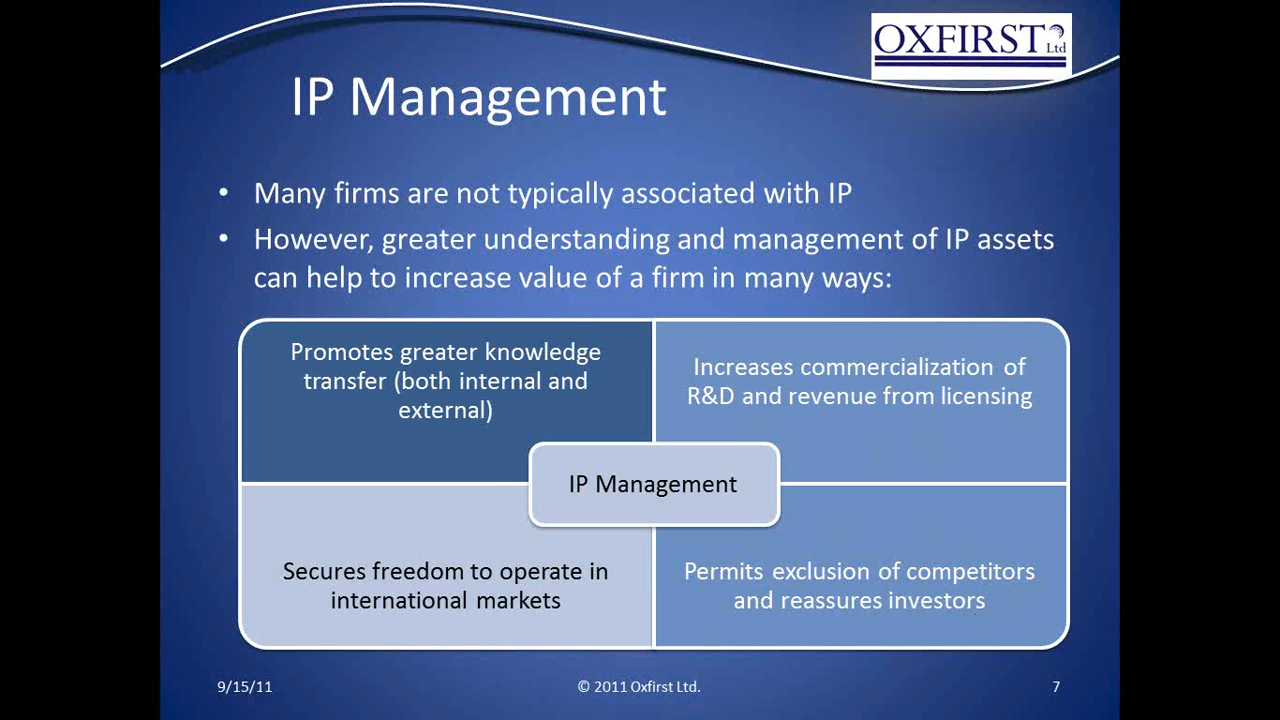 OXFIRST Ltd
IP Management
• Many firms are not typically associated with IP
• However, greater understanding and management of IP assets
can help to increase value of a firm in many ways:
Promotes greater knowledge
transfer (both internal and
external)
Increases commercialization of
R&D and revenue from licensing
IP Management
Secures freedom to operate in
international markets
Permits exclusion of competitors
and reassures investors
9/15/11
© 2011 Oxfirst Ltd.
7